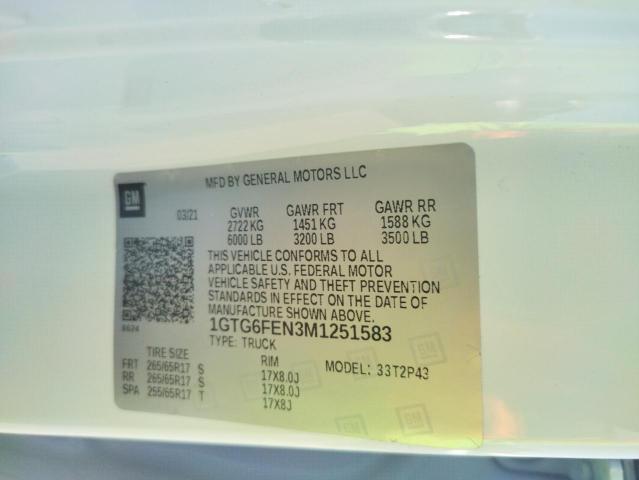 MFD BY GENERAL MOTORS LLC
GM
03/21 GVWR GAWR FRT GAWR RR
2722 KG 1451 KG 1588 KG
6000 LB 3200 LB 3500 LB
THIS VEHICLE CONFORMS TO ALL
APPLICABLE U.S. FEDERAL MOTOR
VEHICLE SAFETY AND THEFT PREVENTION
STANDARDS IN EFFECT ON THE DATE OF
MANUFACTURE SHOWN ABOVE.
6624
1GTG6FEN3M1251583
TYPE: TRUCK
TIRE SIZE RIM MODEL: 33T2P43
FRT 265/65R17 S 17X8.0J
RR 265/65R17 S 17X8.0J
SPA 255/65R17 T 17X8J